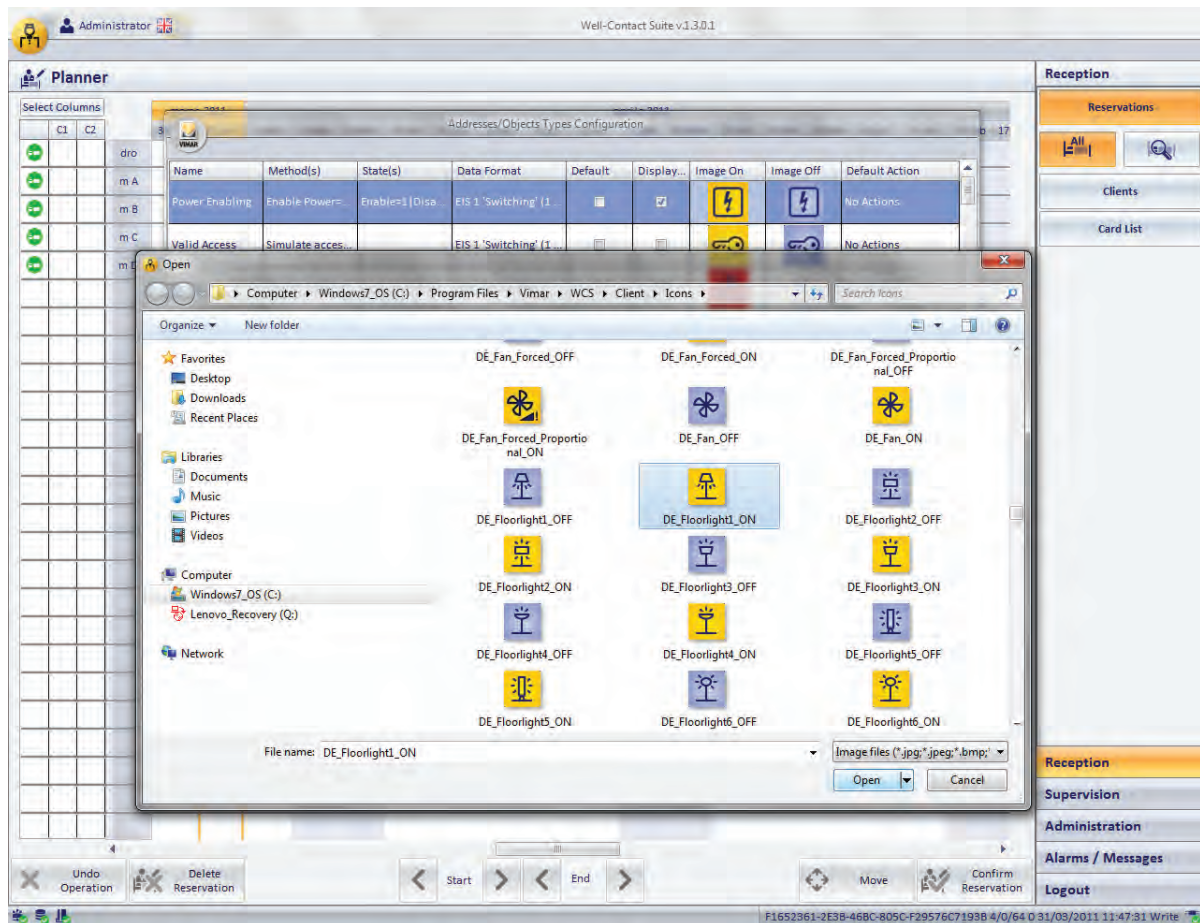 Administrator
Well-Contact Suite v.1.3.0.1
Planner
Reception
Select Columns
Reservations
C1 C2
Addresses/Objects Types Configuration
17
VIMAR
All
dro
Name Method(s) State(s) Data Format Default Display... Image On Image Off Default Action
m A
Power Enabling Enable Power=... Enable=1|Disa... EIS 1 'Switching' (1 ... No Actions
Clients
m B
Card List
m C
Valid Access Simulate acces... EIS 1 'Switching' (1 ... No Actions
Open
Computer Windows7_OS (C:) Program Files Vimar WCS Client Icons
Search Icons
Organize New folder
Favorites
Desktop
Downloads
Recent Places
Libraries
Documents
Music
Pictures
Videos
Computer
Windows7_OS (C:)
Lenovo_Recovery (Q:)
Network
DE_Fan_Forced_OFF DE_Fan_Forced_ON DE_Fan_Forced_Proportio
nal_OFF
DE_Fan_Forced_Proportio
nal_ON
DE_Fan_OFF DE_Fan_ON
DE_Floorlight1_OFF DE_Floorlight1_ON DE_Floorlight2_OFF
DE_Floorlight2_ON DE_Floorlight3_OFF DE_Floorlight3_ON
DE_Floorlight4_OFF DE_Floorlight4_ON DE_Floorlight5_OFF
DE_Floorlight5_ON DE_Floorlight6_OFF DE_Floorlight6_ON
File name: DE_Floorlight1_ON
Image files (*.jpg;*.jpeg;*.bmp;*
Open Cancel
Reception
Supervision
Administration
Alarms / Messages
Logout
Undo
Operation
Delete
Reservation
Start
End
Move
Confirm
Reservation
F1652361-2E3B-468C-805C-F29576C7193B 4/0/64 0 31/03/2011 11:47:31 Write